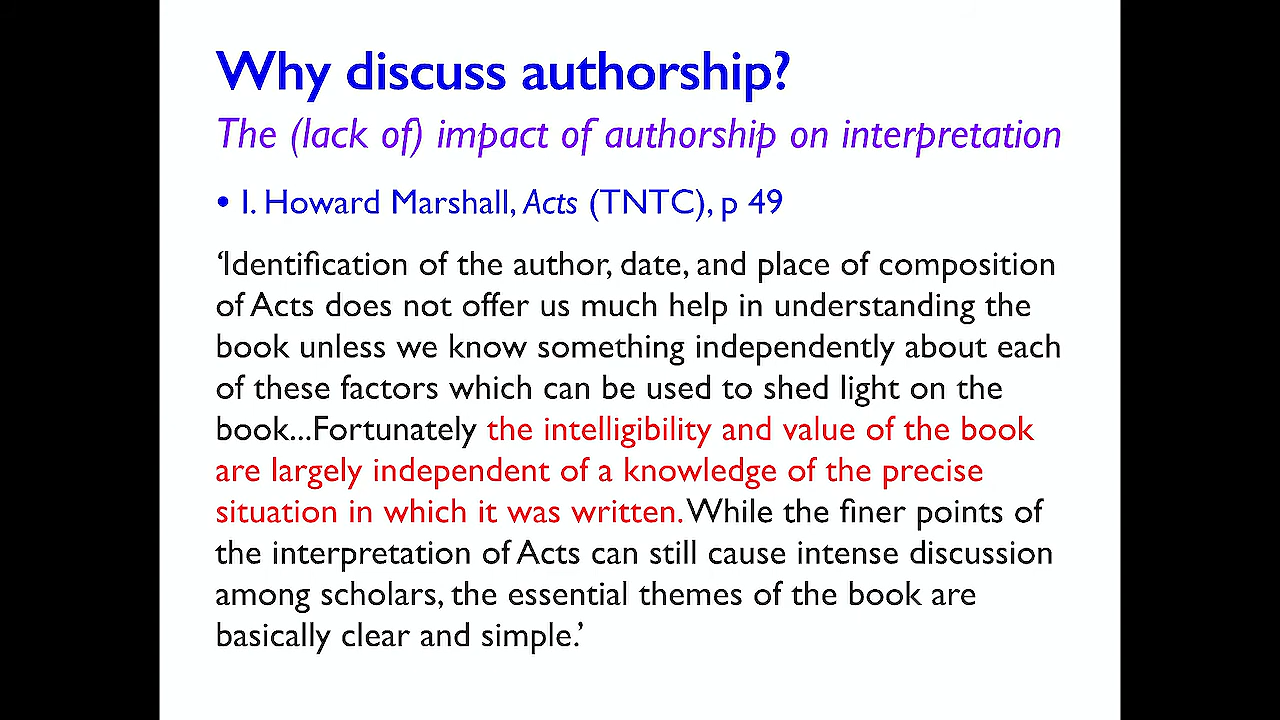 Why discuss authorship?
The (lack of) impact of authorship on interpretation
• I. Howard Marshall, Acts (TNTC), p 49
‘Identification of the author, date, and place of composition
of Acts does not offer us much help in understanding the
book unless we know something independently about each
of these factors which can be used to shed light on the
book...Fortunately the intelligibility and value of the book
are largely independent of a knowledge of the precise
situation in which it was written. While the finer points of
the interpretation of Acts can still cause intense discussion
among scholars, the essential themes of the book are
basically clear and simple.’